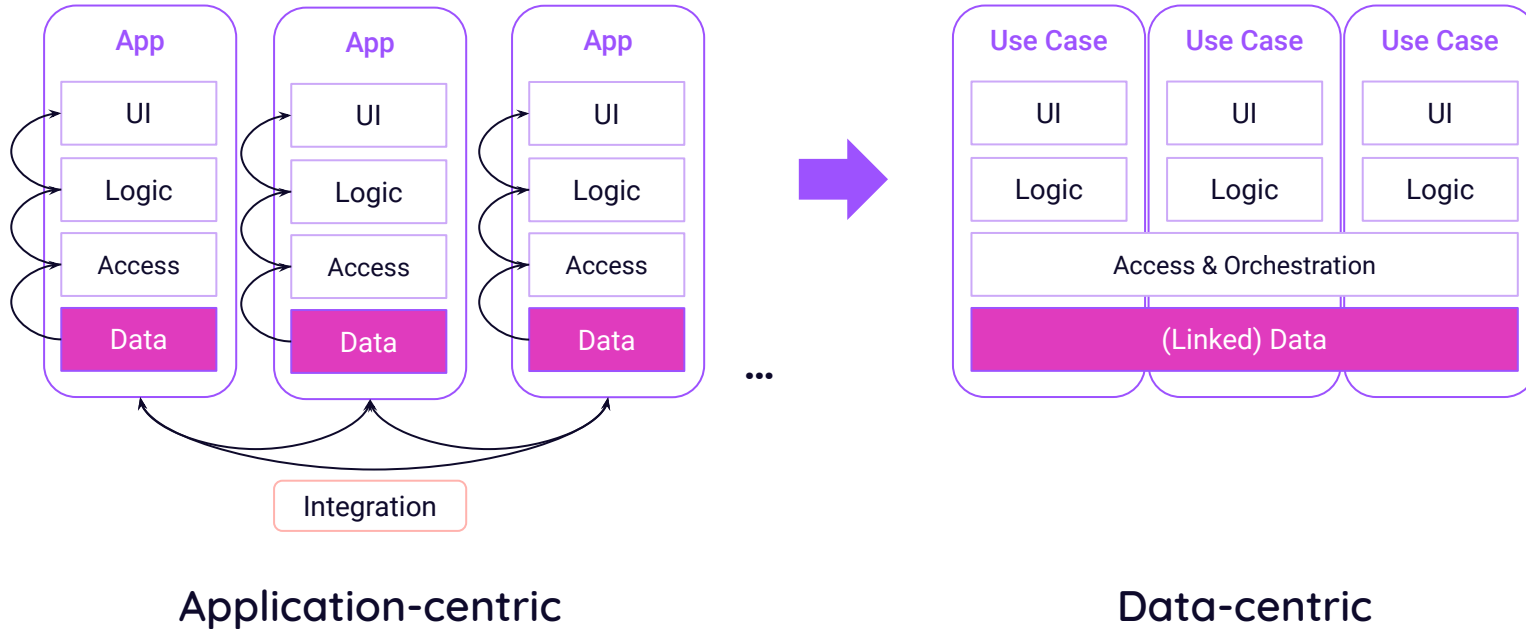 App
UI
Logic
Access
Data
App
UI
Logic
Access
Data
App
UI
Logic
Access
Data
...
Integration
Application-centric
Use Case
Use Case
Use Case
UI
UI
UI
Logic
Logic
Logic
Access & Orchestration
(Linked) Data
Data-centric